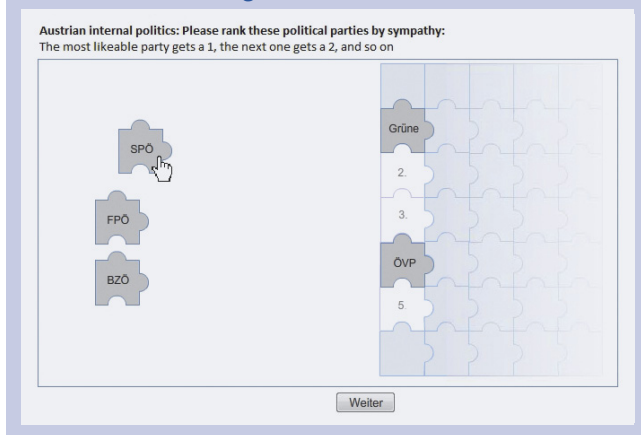 Austrian internal politics: Please rank these political parties by sympathy:
The most likeable party gets a 1, the next one gets a 2, and so on
Grüne
SPÖ
2.
FPÖ
3.
ÖVP
BZÖ
5.
Weiter